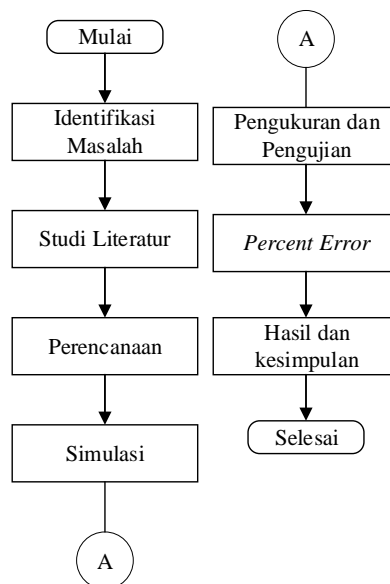 Mulai
Identifikasi
Masalah
Studi Literatur
Perencanaan
Simulasi
A
A
Pengukuran dan
Pengujian
Percent Error
Hasil dan
kesimpulan
Selesai